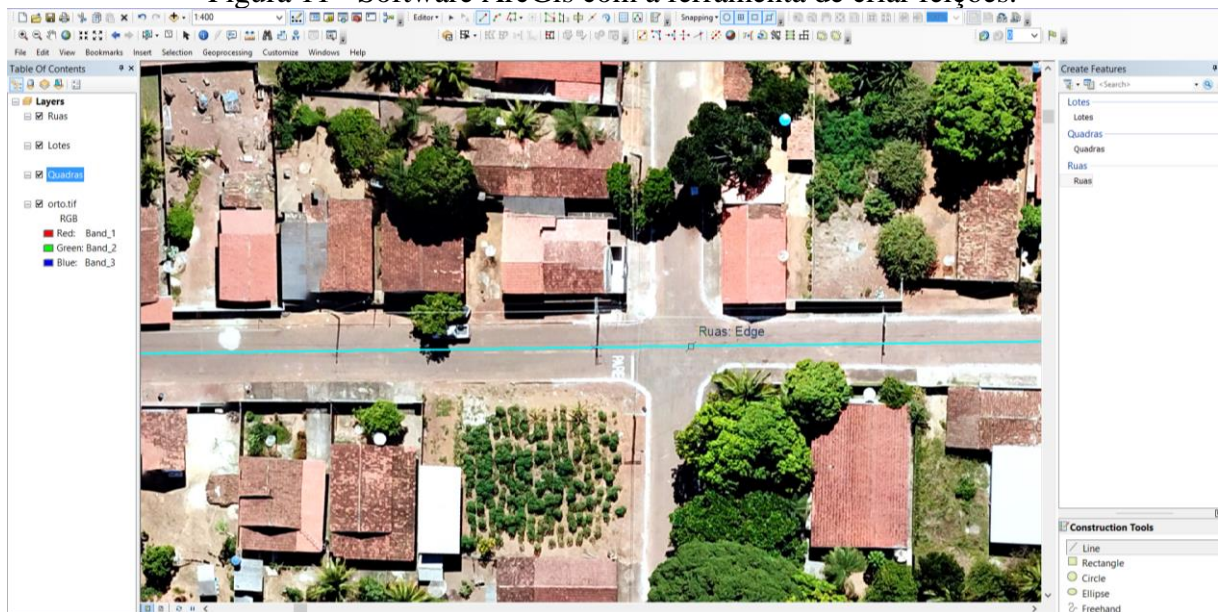 Figura 11 - Software ArcGis com a ferramenta de criar feições.
1:400
Editor
Snapping
File Edit View Bookmarks Insert Selection Geoprocessing Customize Windows Help
Table Of Contents
Layers
Ruas
Lotes
Quadras
orto.tif
RGB
Red: Band_1
Green: Band_2
Blue: Band_3
Ruas: Edge
PARE
Create Features
<Search>
Lotes
Lotes
Quadras
Quadras
Ruas
Ruas
Construction Tools
Line
Rectangle
Circle
Ellipse
Freehand